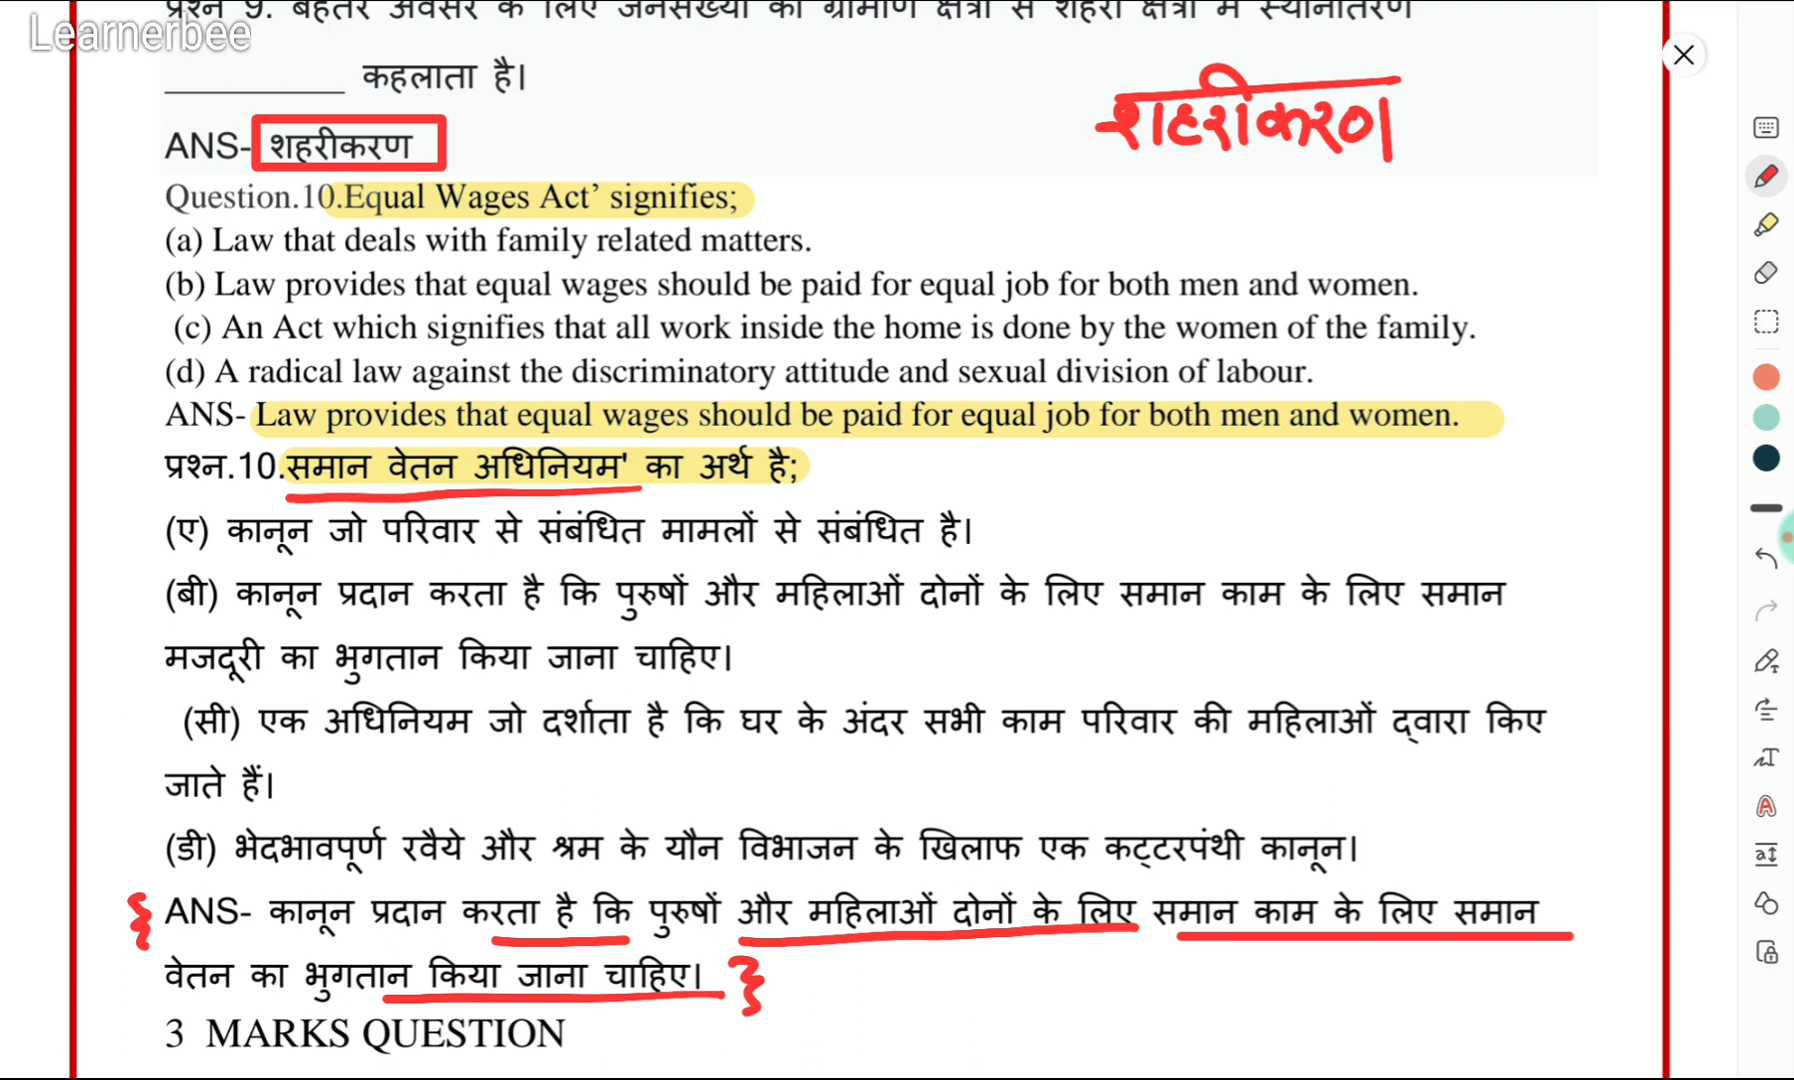 प्रश्न 9. बेहतर अवसर के लिए जनसंख्या का ग्रामीण क्षेत्रों से शहरी क्षेत्रों में स्थानांतरण
Learnerbee
__________ कहलाता है।
शहरीकरण
ANS- शहरीकरण
Question.10.Equal Wages Act’ signifies;
(a) Law that deals with family related matters.
(b) Law provides that equal wages should be paid for equal job for both men and women.
(c) An Act which signifies that all work inside the home is done by the women of the family.
(d) A radical law against the discriminatory attitude and sexual division of labour.
ANS- Law provides that equal wages should be paid for equal job for both men and women.
प्रश्न.10.समान वेतन अधिनियम' का अर्थ है;
(ए) कानून जो परिवार से संबंधित मामलों से संबंधित है।
(बी) कानून प्रदान करता है कि पुरुषों और महिलाओं दोनों के लिए समान काम के लिए समान
मजदूरी का भुगतान किया जाना चाहिए।
(सी) एक अधिनियम जो दर्शाता है कि घर के अंदर सभी काम परिवार की महिलाओं द्वारा किए
जाते हैं।
(डी) भेदभावपूर्ण रवैये और श्रम के यौन विभाजन के खिलाफ एक कट्टरपंथी कानून।
ANS- कानून प्रदान करता है कि पुरुषों और महिलाओं दोनों के लिए समान काम के लिए समान
वेतन का भुगतान किया जाना चाहिए।
3 MARKS QUESTION